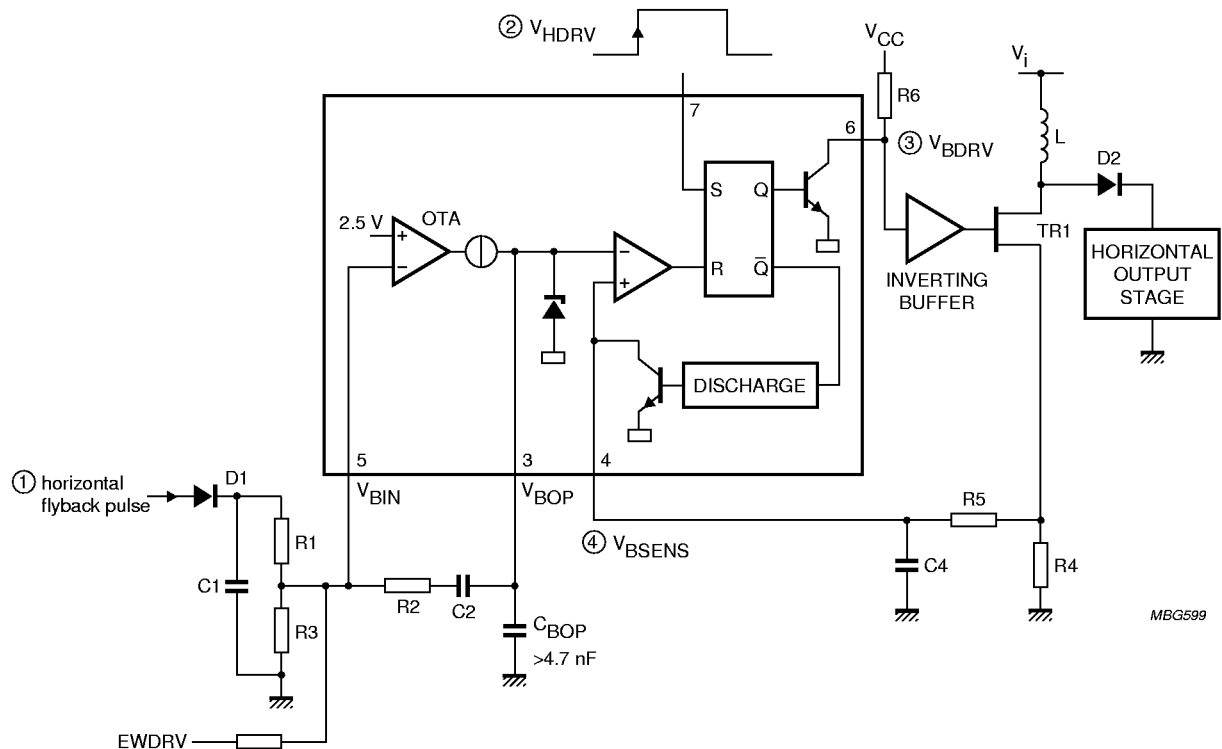 ② V_HDRV
V_CC
V_i
7
R6
6
③ V_BDRV
L
D2
S
Q
2.5 V
OTA
+
−
−
+
R
Q̅
TR1
INVERTING
BUFFER
HORIZONTAL
OUTPUT
STAGE
DISCHARGE
5
3
4
① horizontal
flyback pulse
D1
V_BIN
V_BOP
④ V_BSENS
R5
R1
C1
R2
C2
C4
R4
R3
C_BOP
>4.7 nF
MBG599
EWDRV